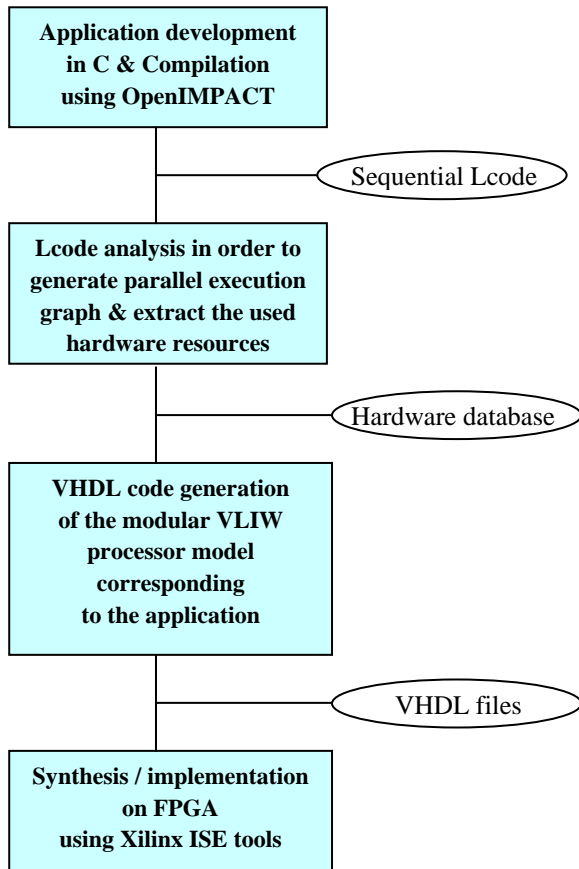 Application development
in C & Compilation
using OpenIMPACT
Sequential Lcode
Lcode analysis in order to
generate parallel execution
graph & extract the used
hardware resources
Hardware database
VHDL code generation
of the modular VLIW
processor model
corresponding
to the application
VHDL files
Synthesis / implementation
on FPGA
using Xilinx ISE tools